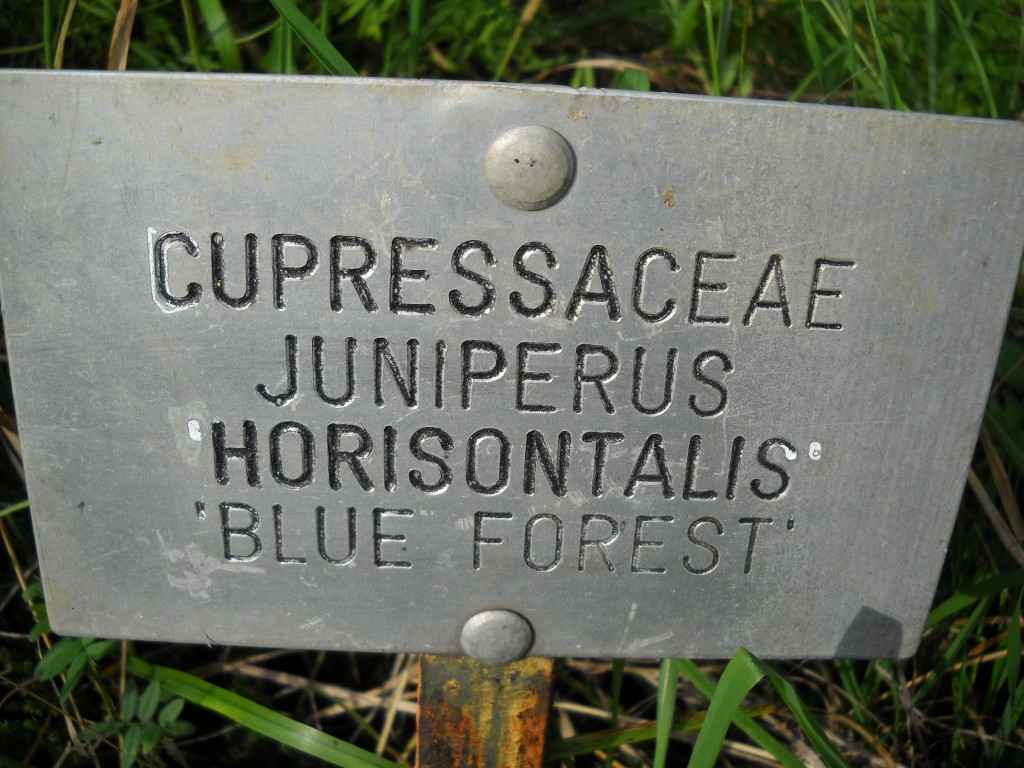 CUPRESSACEAE
JUNIPERUS
'HORISONTALIS'
'BLUE FOREST'